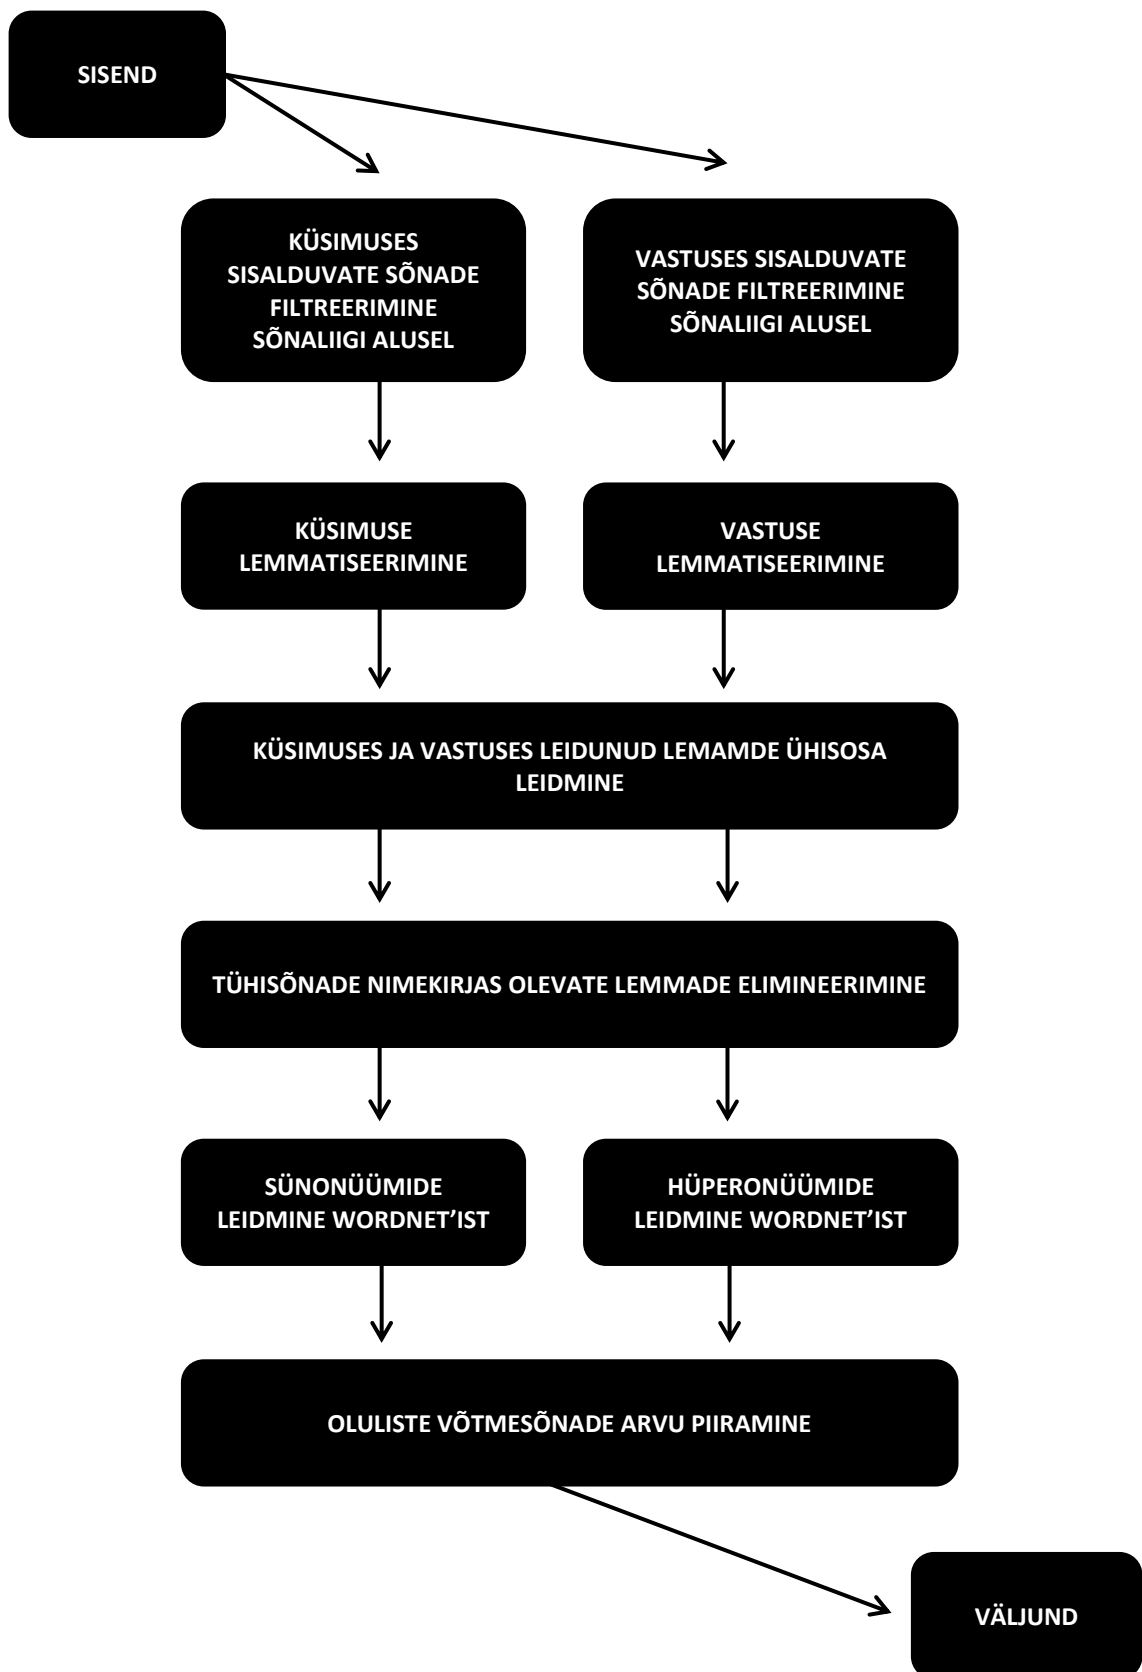 SISEND
KÜSIMUSES
SISALDUVATE SÕNADE
FILTREERIMINE
SÕNALIIGI ALUSEL
VASTUSES SISALDUVATE
SÕNADE FILTREERIMINE
SÕNALIIGI ALUSEL
KÜSIMUSE
LEMMATISEERIMINE
VASTUSE
LEMMATISEERIMINE
KÜSIMUSES JA VASTUSES LEIDUNUD LEMAMDE ÜHISOSA
LEIDMINE
TÜHISÕNADE NIMEKIRJAS OLEVATE LEMMADE ELIMINEERIMINE
SÜNONÜÜMIDE
LEIDMINE WORDNET’IST
HÜPERONÜÜMIDE
LEIDMINE WORDNET’IST
OLULISTE VÕTMESÕNADE ARVU PIIRAMINE
VÄLJUND